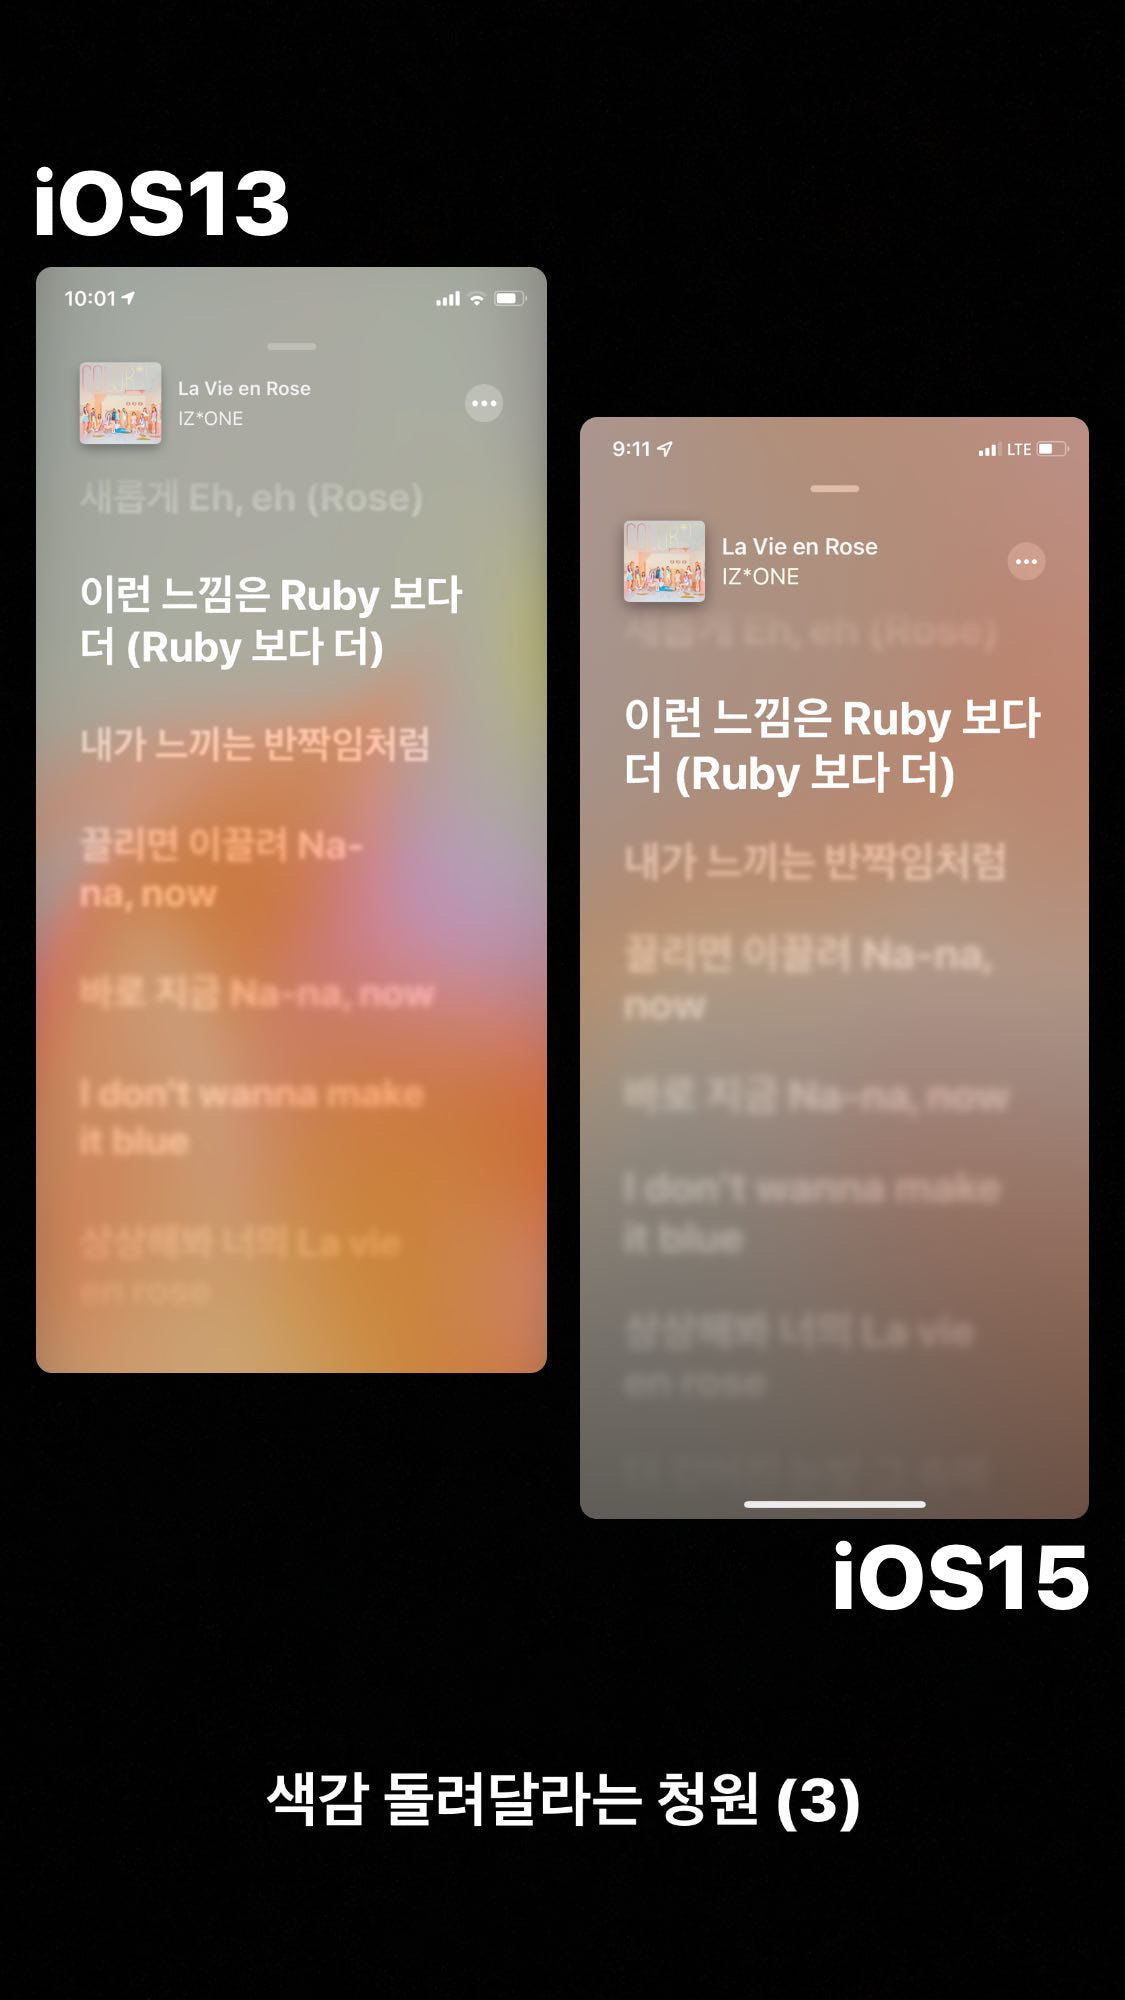 iOS13
10:01
La Vie en Rose
IZ*ONE
새롭게 Eh, eh (Rose)
이런 느낌은 Ruby 보다
더 (Ruby 보다 더)
내가 느끼는 반짝임처럼
끌리면 이끌려 Na-
na, now
바로 지금 Na-na, now
I don't wanna make
it blue
상상해봐 너의 La vie
en rose
9:11
LTE
La Vie en Rose
IZ*ONE
새롭게 Eh, eh (Rose)
이런 느낌은 Ruby 보다
더 (Ruby 보다 더)
내가 느끼는 반짝임처럼
끌리면 이끌려 Na-na,
now
바로 지금 Na-na, now
I don't wanna make
it blue
상상해봐 너의 La vie
en rose
iOS15
색감 돌려달라는 청원 (3)